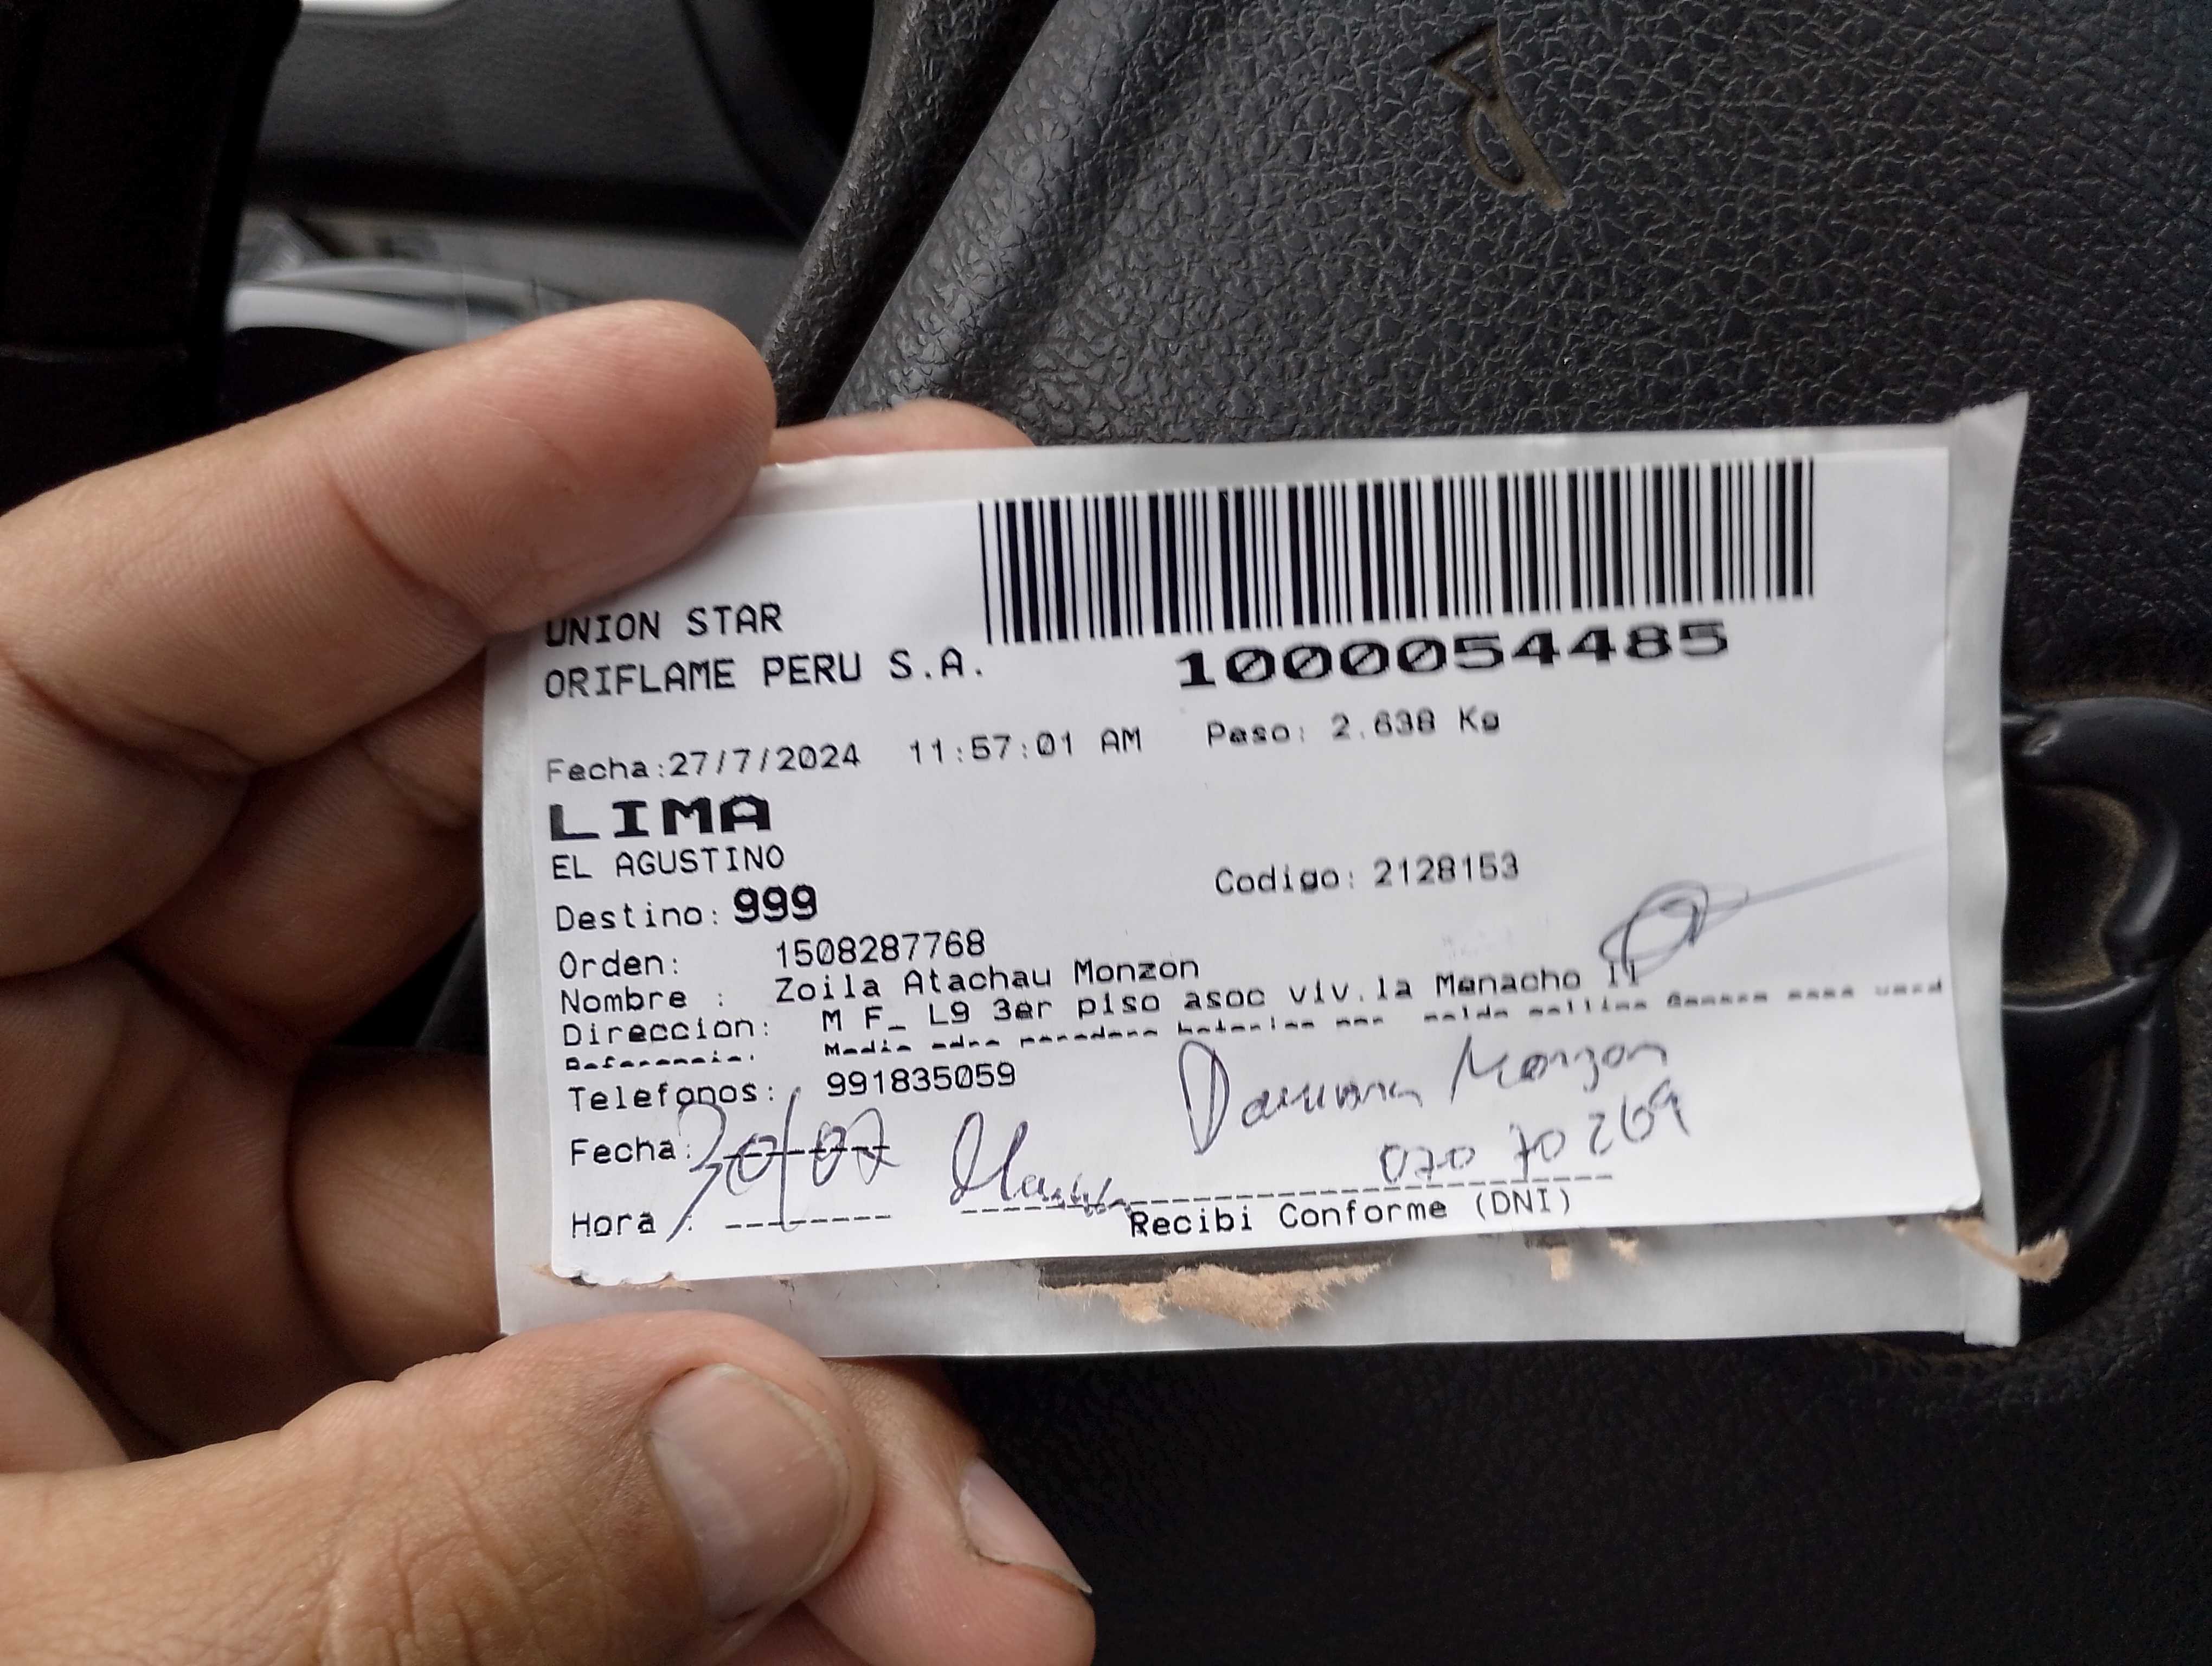 UNION STAR
ORIFLAME PERU S.A.
1000054485
Fecha:27/7/2024 11:57:01 AM Peso: 2.638 Kg
LIMA
EL AGUSTINO
Codigo: 2128153
Destino: 999
Orden: 1508287768
Nombre : Zoila Atachau Monzon
Direccion: M F_ L9 3er piso asoc viv.la Menacho II
Referencia:
Telefonos: 991835059
Monzon
Fecha: 30/07
070 70 269
Hora :
Recibi Conforme (DNI)